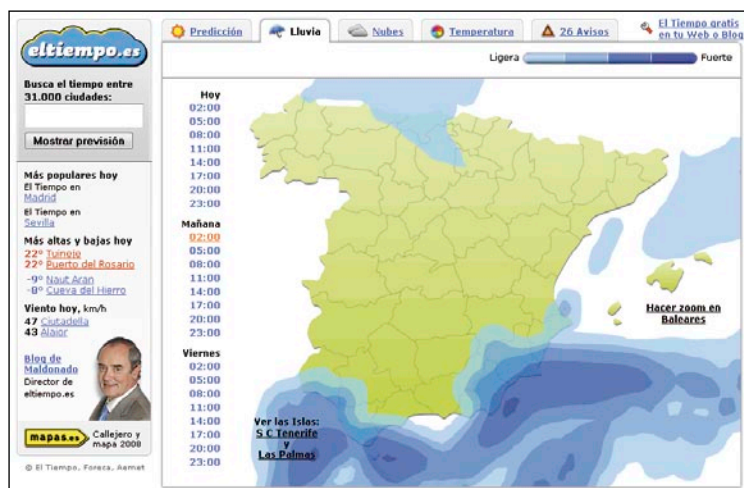 eltiempo.es
Busca el tiempo entre
31.000 ciudades:
Mostrar previsión
Más populares hoy
El Tiempo en
Madrid
El Tiempo en
Sevilla
Más altas y bajas hoy
22º Tuineje
22º Puerto del Rosario
-9º Naut Aran
-8º Cueva del Hierro
Viento hoy, km/h
47 Ciutadella
43 Alaior
Blog de
Maldonado
Director de
eltiempo.es
mapas.es Callejero y
mapa 2008
© El Tiempo, Foreca, Aemet
Predicción
Lluvia
Nubes
Temperatura
26 Avisos
El Tiempo gratis
en tu Web o Blog
Ligera Fuerte
Hoy
02:00
05:00
08:00
11:00
14:00
17:00
20:00
23:00
Mañana
02:00
05:00
08:00
11:00
14:00
17:00
20:00
23:00
Viernes
02:00
05:00
08:00
11:00
14:00
17:00
20:00
23:00
Ver las Islas:
S C Tenerife
y
Las Palmas
Hacer zoom en
Baleares